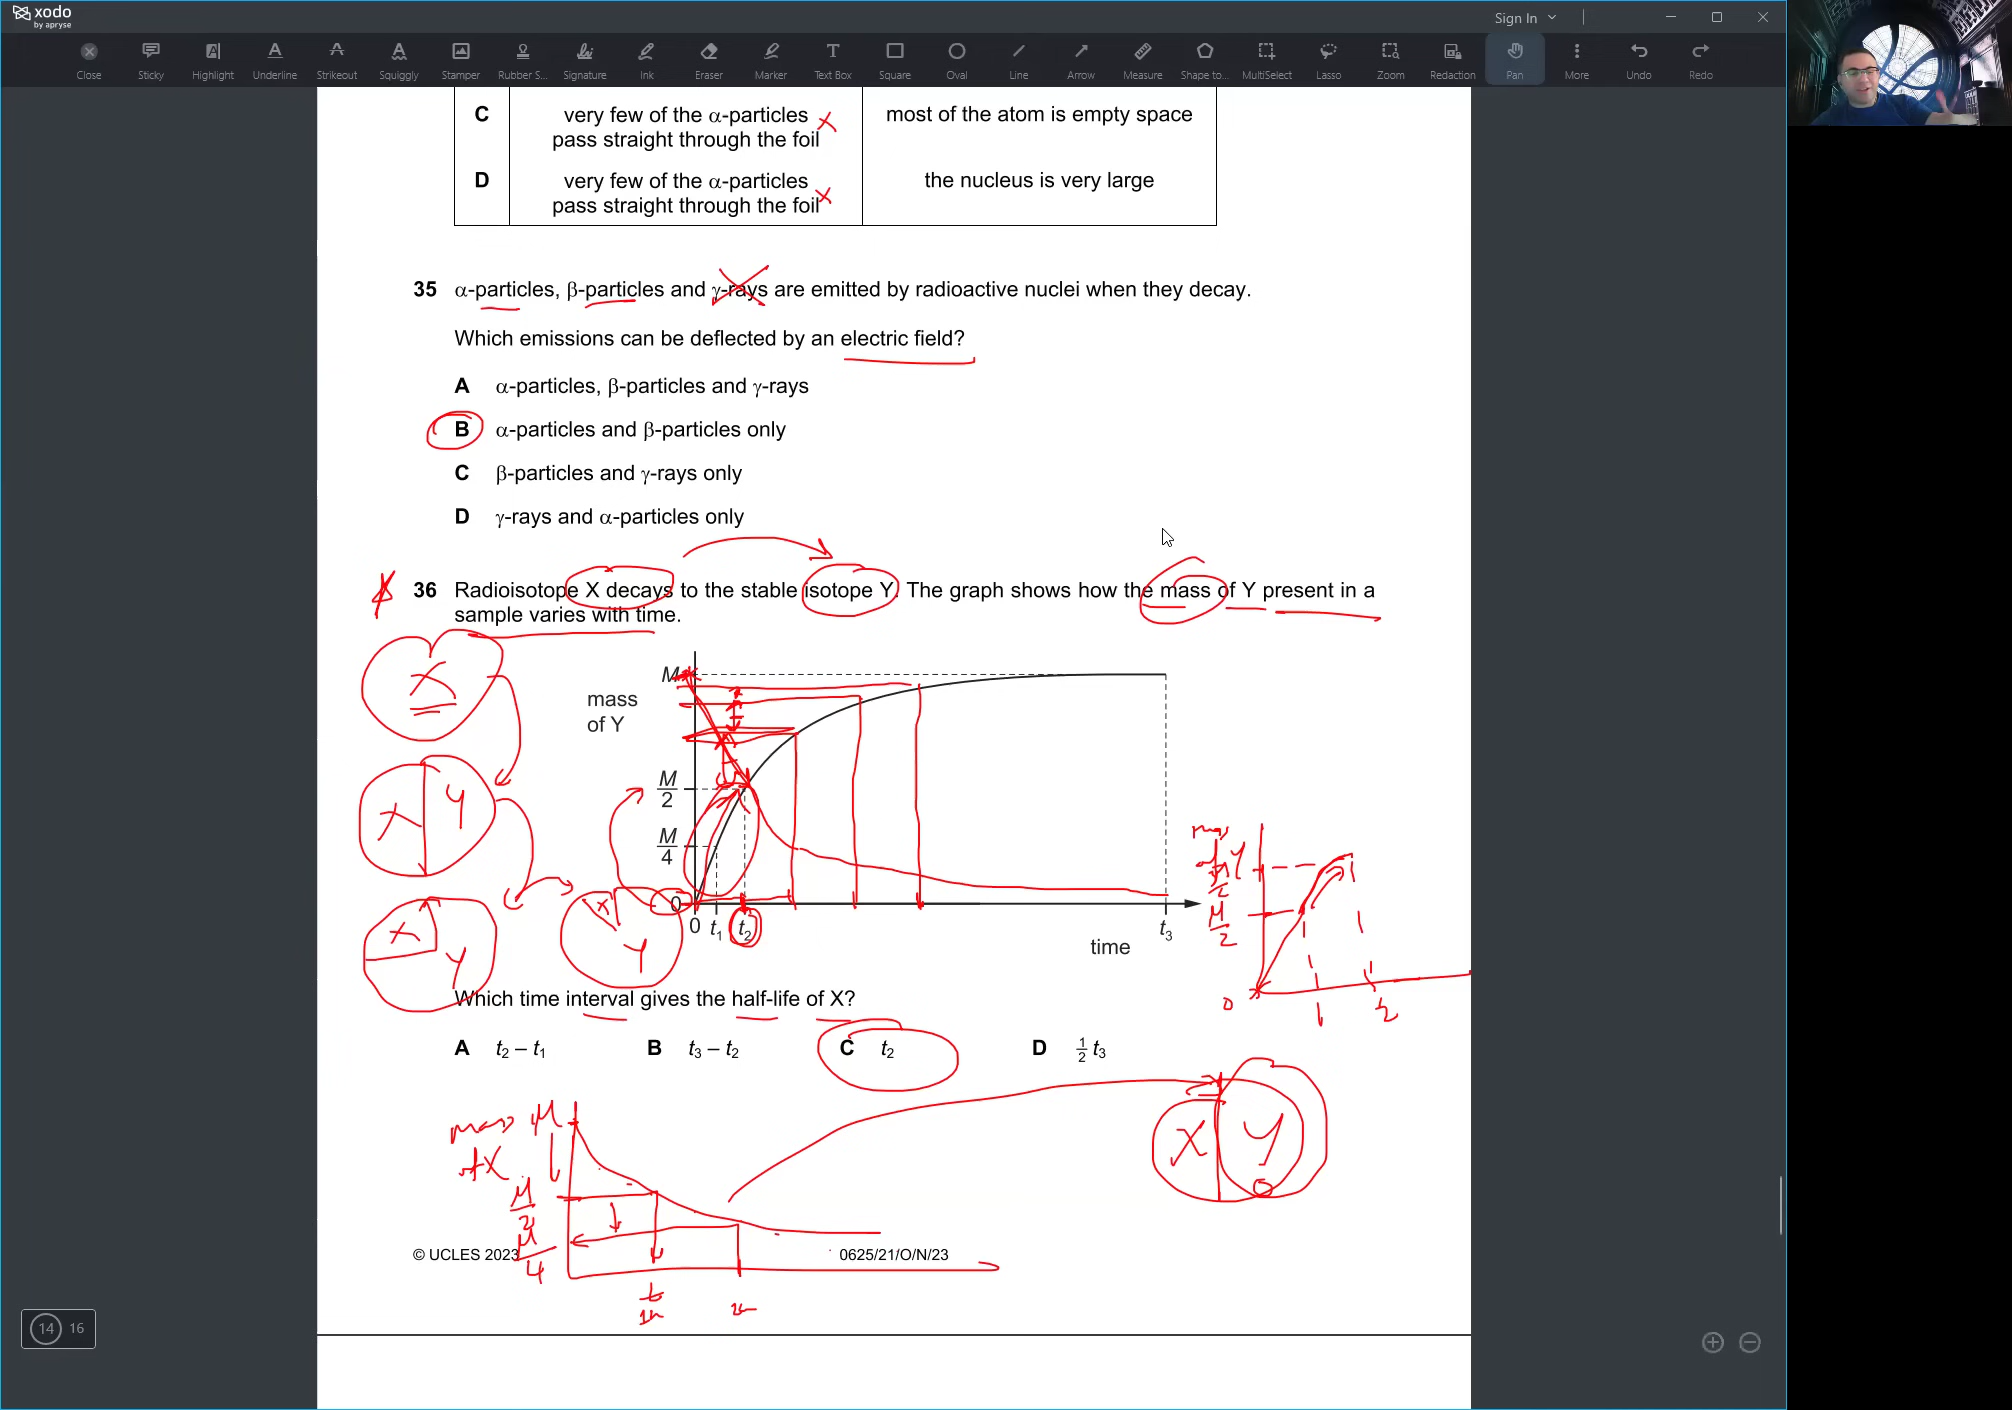 xodo
by apryse
Sign In
Close Sticky Highlight Underline Strikeout Squiggly Stamper Rubber S... Signature Ink Eraser Marker Text Box Square Oval Line Arrow Measure Shape to... MultiSelect Lasso Zoom Redaction Pan More Undo Redo
C very few of the α-particles pass straight through the foil most of the atom is empty space
D very few of the α-particles pass straight through the foil the nucleus is very large
35 α-particles, β-particles and γ-rays are emitted by radioactive nuclei when they decay.
Which emissions can be deflected by an electric field?
A α-particles, β-particles and γ-rays
B α-particles and β-particles only
C β-particles and γ-rays only
D γ-rays and α-particles only
36 Radioisotope X decays to the stable isotope Y. The graph shows how the mass of Y present in a
sample varies with time.
X
X Y
X Y
X Y
M
mass
of Y
M/2
M/4
0
0 t₁ t₂ t₃
time
mass
of Y
M/2
0 1 2
Which time interval gives the half-life of X?
A t₂ – t₁ B t₃ – t₂ C t₂ D ½ t₃
mass M
of X
M/2
M/4
X Y
© UCLES 2023 0625/21/O/N/23
14 16